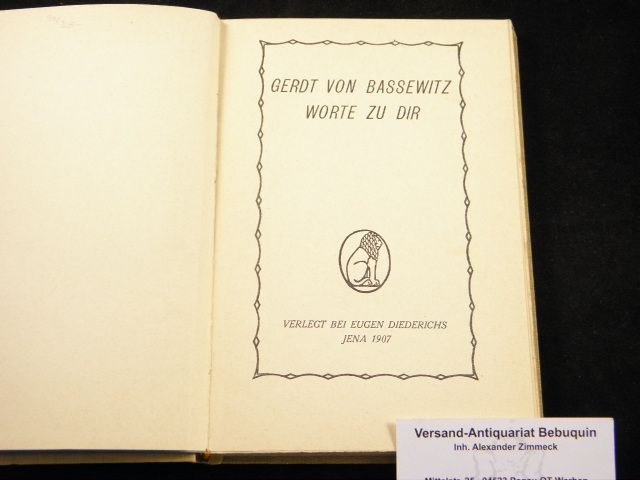 GERDT VON BASSEWITZ
WORTE ZU DIR
VERLEGT BEI EUGEN DIEDERICHS
JENA 1907
Versand-Antiquariat Bebuquin
Inh. Alexander Zimmeck